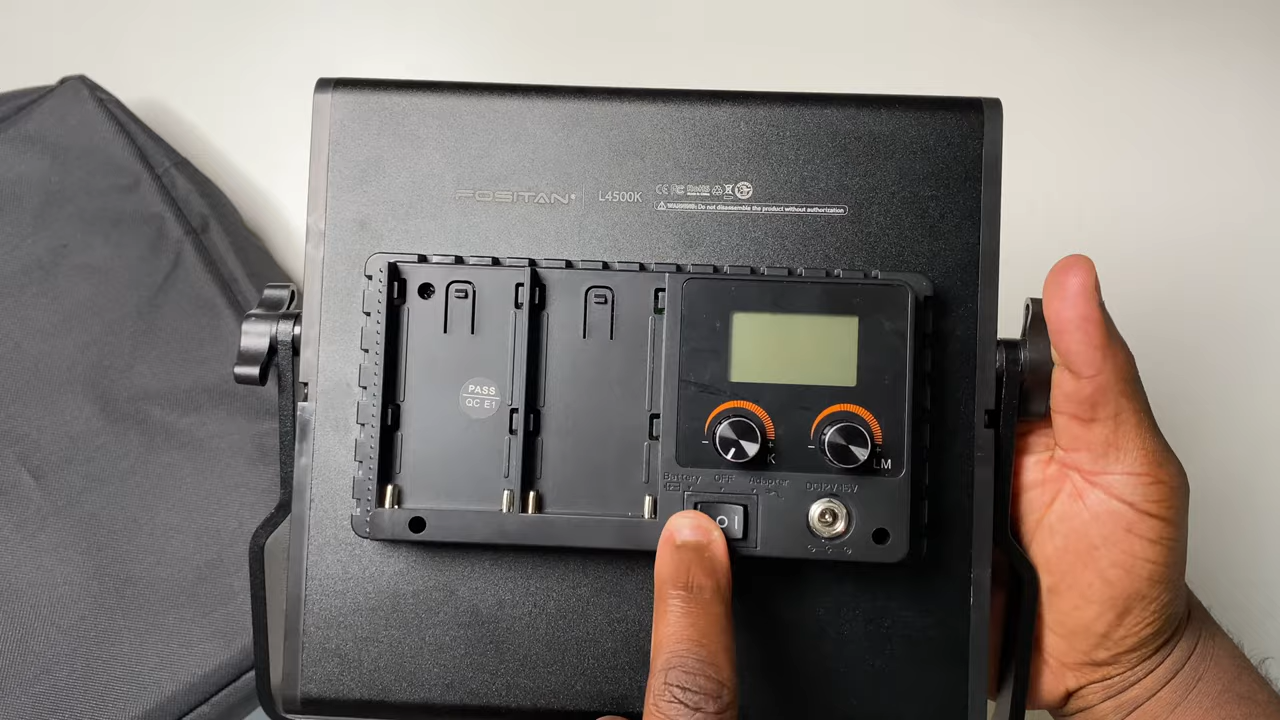 FOSITAN
L4500K
CE FC RoHS
WARNING: Do not disassemble the product without authorization
PASS
QC E1
- + K
- + LM
Battery OFF Adapter
DC12V-15V
O I